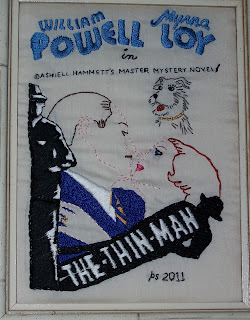 WILLIAM Myrna
POWELL LOY
in
DASHIELL HAMMETT'S MASTER MYSTERY NOVEL!
THE THIN MAN
ps 2011